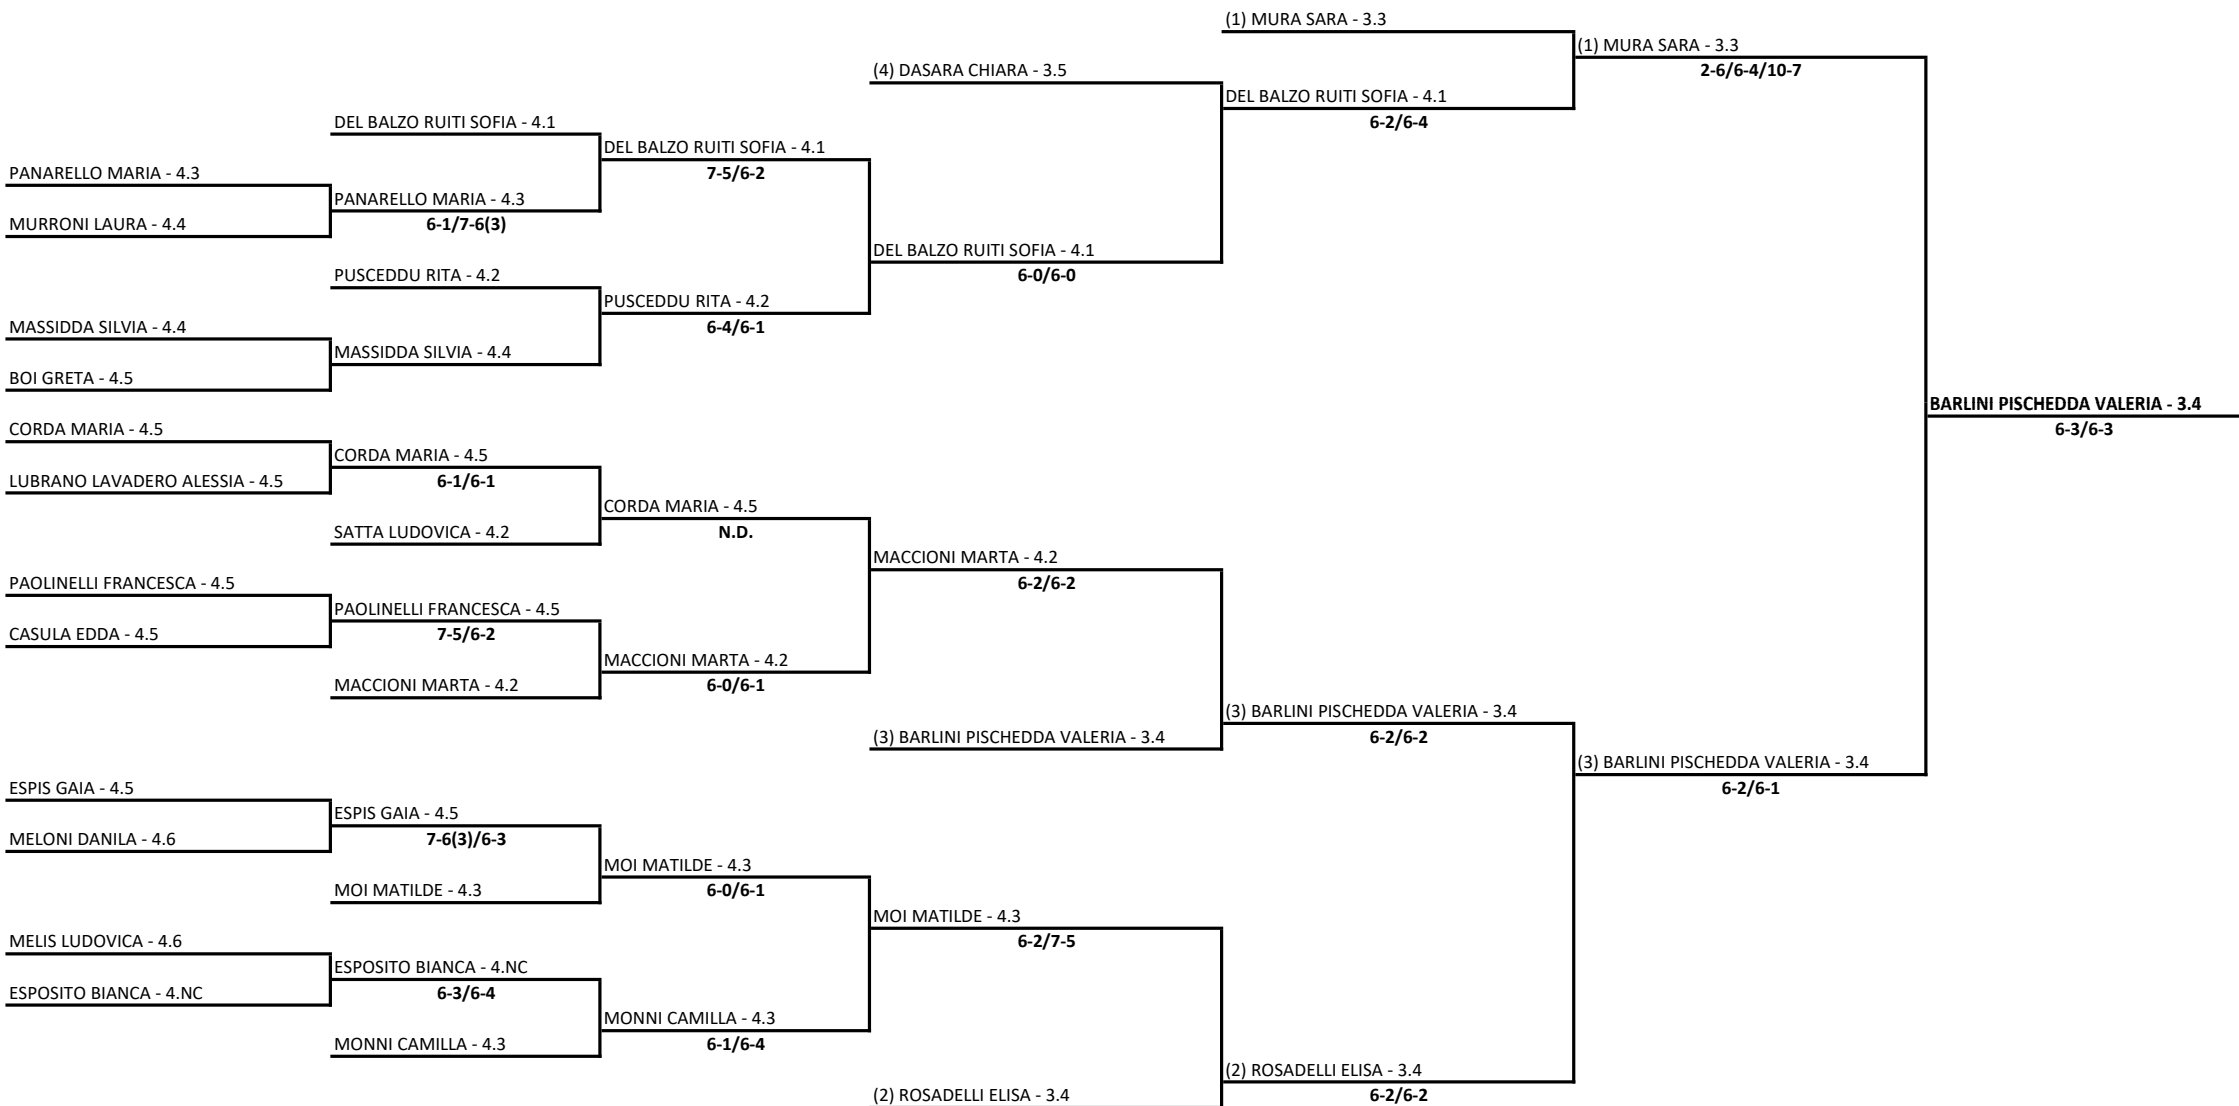 (1) MURA SARA - 3.3
(1) MURA SARA - 3.3
2-6/6-4/10-7
(4) DASARA CHIARA - 3.5
DEL BALZO RUITI SOFIA - 4.1
6-2/6-4
DEL BALZO RUITI SOFIA - 4.1
DEL BALZO RUITI SOFIA - 4.1
7-5/6-2
PANARELLO MARIA - 4.3
PANARELLO MARIA - 4.3
6-1/7-6(3)
MURRONI LAURA - 4.4
DEL BALZO RUITI SOFIA - 4.1
6-0/6-0
PUSCEDDU RITA - 4.2
PUSCEDDU RITA - 4.2
6-4/6-1
MASSIDDA SILVIA - 4.4
MASSIDDA SILVIA - 4.4
BOI GRETA - 4.5
BARLINI PISCHEDDA VALERIA - 3.4
6-3/6-3
CORDA MARIA - 4.5
CORDA MARIA - 4.5
6-1/6-1
LUBRANO LAVADERO ALESSIA - 4.5
CORDA MARIA - 4.5
N.D.
SATTA LUDOVICA - 4.2
MACCIONI MARTA - 4.2
6-2/6-2
PAOLINELLI FRANCESCA - 4.5
PAOLINELLI FRANCESCA - 4.5
7-5/6-2
CASULA EDDA - 4.5
MACCIONI MARTA - 4.2
6-0/6-1
MACCIONI MARTA - 4.2
(3) BARLINI PISCHEDDA VALERIA - 3.4
6-2/6-2
(3) BARLINI PISCHEDDA VALERIA - 3.4
(3) BARLINI PISCHEDDA VALERIA - 3.4
6-2/6-1
ESPIS GAIA - 4.5
ESPIS GAIA - 4.5
7-6(3)/6-3
MELONI DANILA - 4.6
MOI MATILDE - 4.3
6-0/6-1
MOI MATILDE - 4.3
MOI MATILDE - 4.3
6-2/7-5
MELIS LUDOVICA - 4.6
ESPOSITO BIANCA - 4.NC
6-3/6-4
ESPOSITO BIANCA - 4.NC
MONNI CAMILLA - 4.3
6-1/6-4
MONNI CAMILLA - 4.3
(2) ROSADELLI ELISA - 3.4
6-2/6-2
(2) ROSADELLI ELISA - 3.4